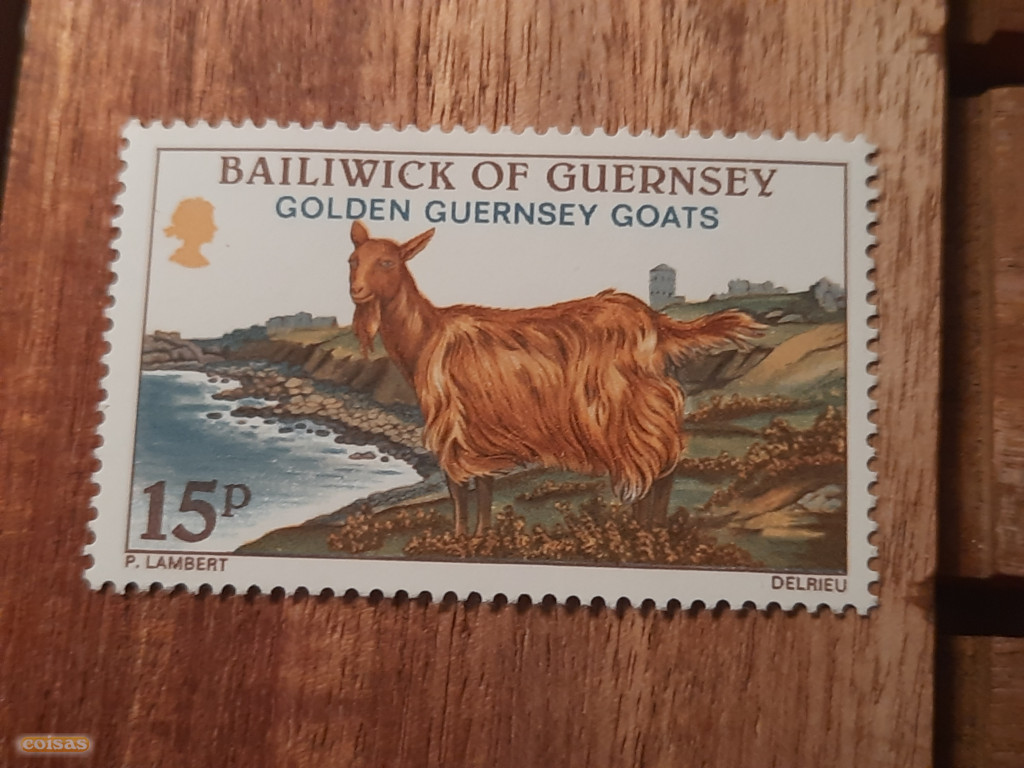 BAILIWICK OF GUERNSEY
GOLDEN GUERNSEY GOATS
15p
P. LAMBERT
DELRIEU
coisas